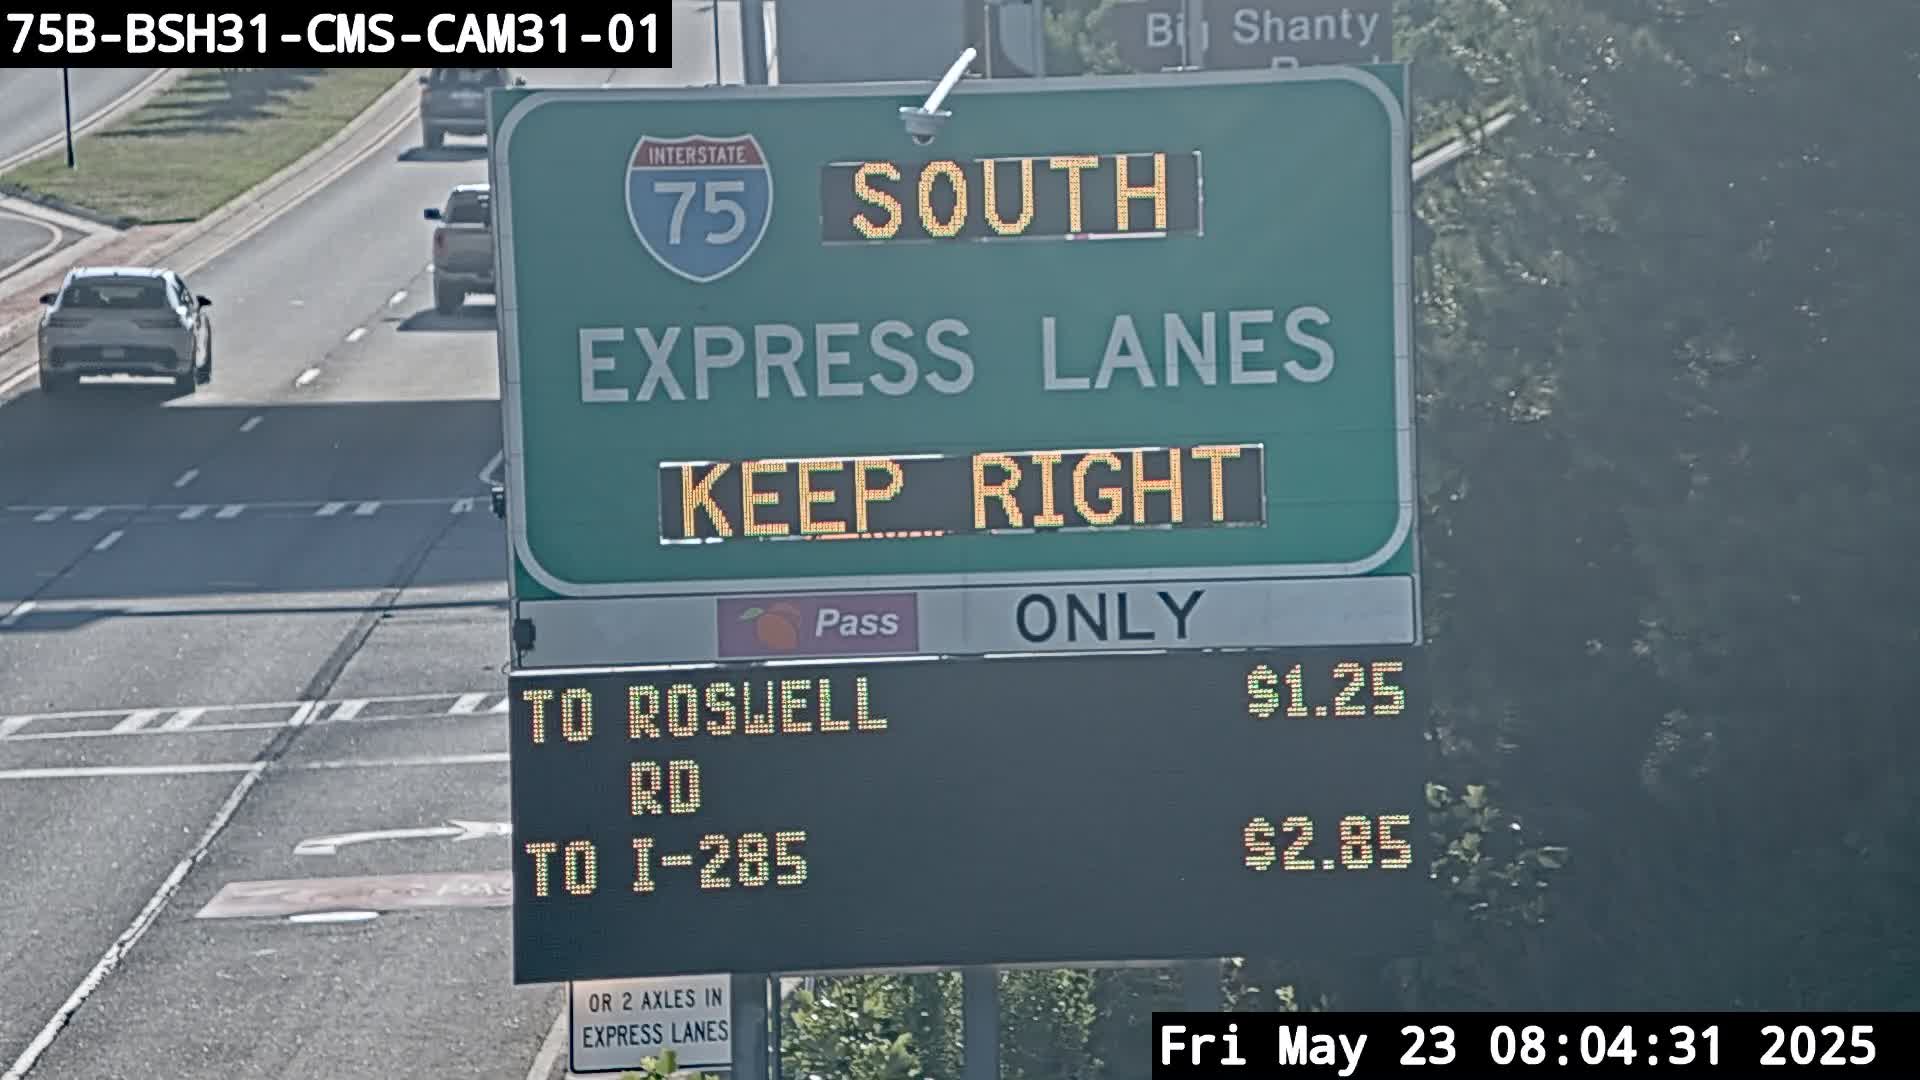 75B-BSH31-CMS-CAM31-01
Big Shanty
INTERSTATE
75
SOUTH
EXPRESS LANES
KEEP RIGHT
Pass ONLY
TO ROSWELL $1.25
RD
TO I-285 $2.85
OR 2 AXLES IN
EXPRESS LANES
Fri May 23 08:04:31 2025